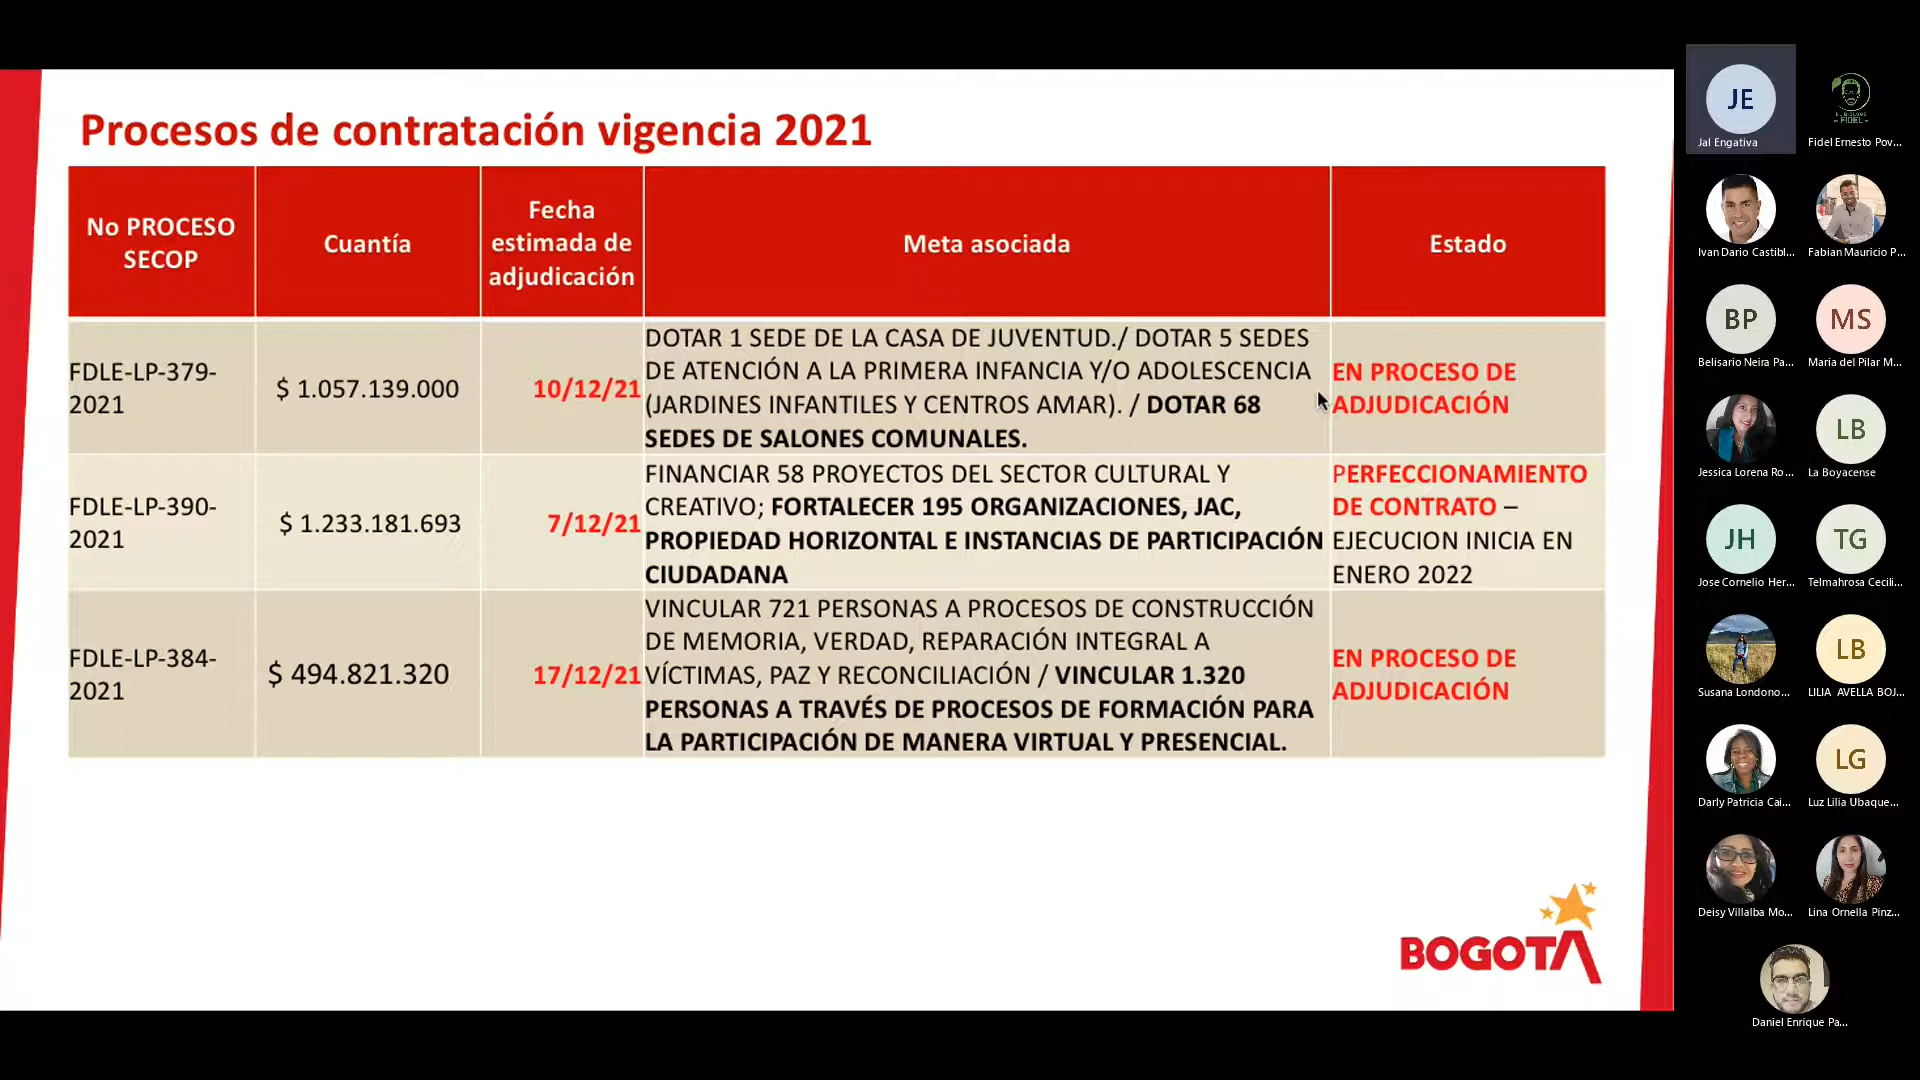 Procesos de contratación vigencia 2021
No PROCESO
SECOP
Cuantía
Fecha
estimada de
adjudicación
Meta asociada
Estado
FDLE-LP-379-
2021
$ 1.057.139.000
10/12/21
DOTAR 1 SEDE DE LA CASA DE JUVENTUD./ DOTAR 5 SEDES
DE ATENCIÓN A LA PRIMERA INFANCIA Y/O ADOLESCENCIA
(JARDINES INFANTILES Y CENTROS AMAR). / DOTAR 68
SEDES DE SALONES COMUNALES.
EN PROCESO DE
ADJUDICACIÓN
FDLE-LP-390-
2021
$ 1.233.181.693
7/12/21
FINANCIAR 58 PROYECTOS DEL SECTOR CULTURAL Y
CREATIVO; FORTALECER 195 ORGANIZACIONES, JAC,
PROPIEDAD HORIZONTAL E INSTANCIAS DE PARTICIPACIÓN
CIUDADANA
PERFECCIONAMIENTO
DE CONTRATO –
EJECUCION INICIA EN
ENERO 2022
FDLE-LP-384-
2021
$ 494.821.320
17/12/21
VINCULAR 721 PERSONAS A PROCESOS DE CONSTRUCCIÓN
DE MEMORIA, VERDAD, REPARACIÓN INTEGRAL A
VÍCTIMAS, PAZ Y RECONCILIACIÓN / VINCULAR 1.320
PERSONAS A TRAVÉS DE PROCESOS DE FORMACIÓN PARA
LA PARTICIPACIÓN DE MANERA VIRTUAL Y PRESENCIAL.
EN PROCESO DE
ADJUDICACIÓN
BOGOTA
JE
Jal Engativa
FIDEL
Fidel Ernesto Pov...
Ivan Dario Castibl...
Fabian Mauricio P...
BP
Belisario Neira Pa...
MS
Maria del Pilar M...
Jessica Lorena Ro...
LB
La Boyacense
JH
Jose Cornelio Her...
TG
Telmahrosa Cecili...
Susana Londono...
LB
LILIA AVELLA BOJ...
Darly Patricia Cai...
LG
Luz Lilia Ubaque...
Deisy Villalba Mo...
Lina Ornella Pinz...
Daniel Enrique Pa...